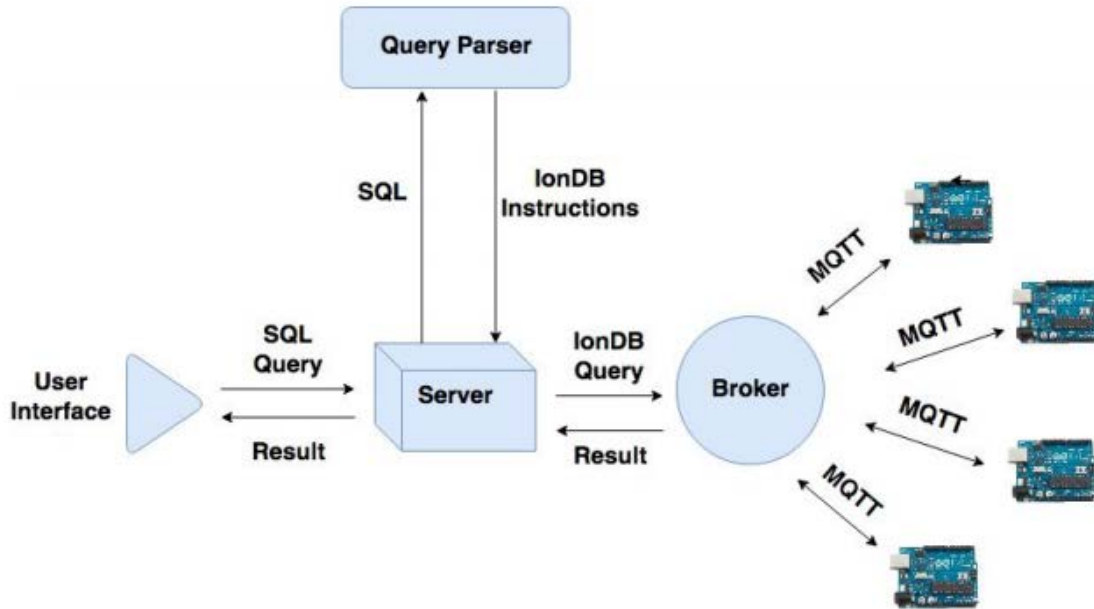 Query Parser
SQL
IonDB
Instructions
MQTT
MQTT
SQL
Query
IonDB
Query
User
Interface
Server
Broker
Result
Result
MQTT
MQTT